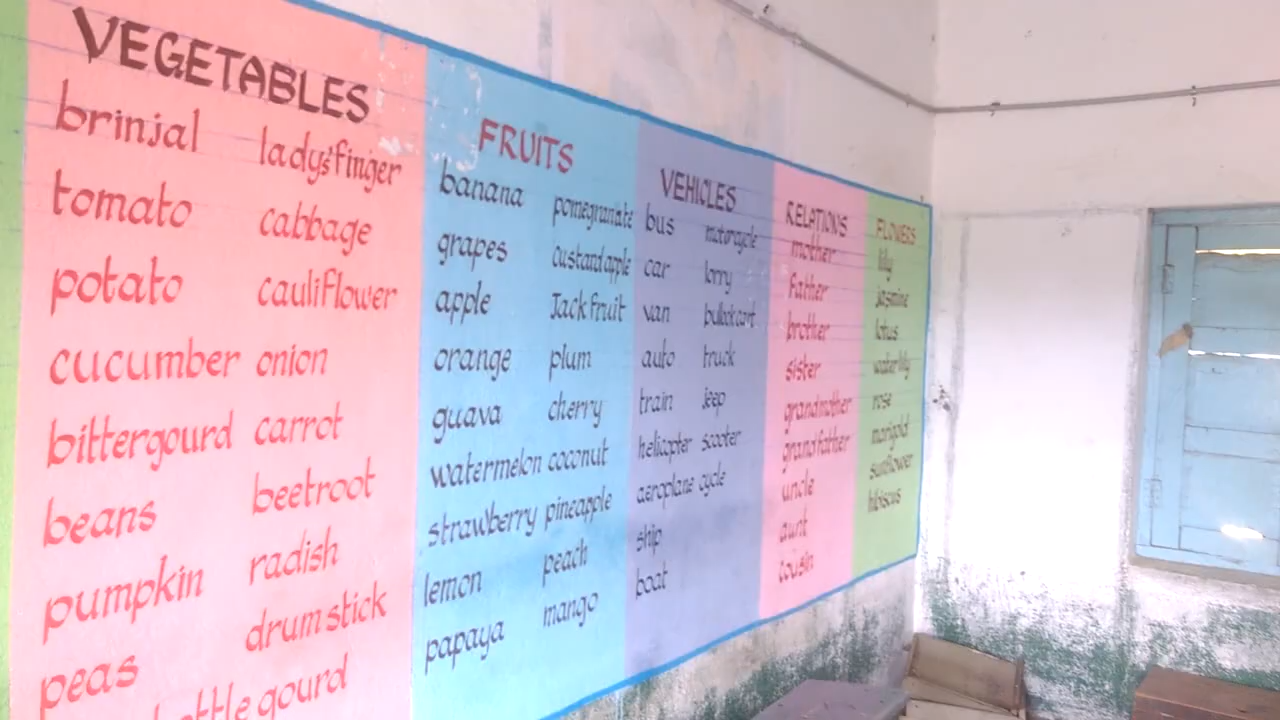 VEGETABLES
brinjal
tomato
potato
cucumber
bittergourd
beans
pumpkin
peas
lady'sfinger
cabbage
cauliflower
onion
carrot
beetroot
radish
drumstick
bottle gourd
FRUITS
banana
grapes
apple
orange
guava
watermelon
strawberry
lemon
papaya
pomegranate
custard apple
Jack fruit
plum
cherry
coconut
pineapple
peach
mango
VEHICLES
bus
car
van
auto
train
helicopter
aeroplane
ship
boat
motorcycle
lorry
bullock cart
truck
jeep
scooter
cycle
RELATIONS
mother
Father
brother
sister
grandmother
grandfather
uncle
aunt
cousin
FLOWERS
lily
jasmine
lotus
waterlily
rose
marigold
sunflower
hibiscus